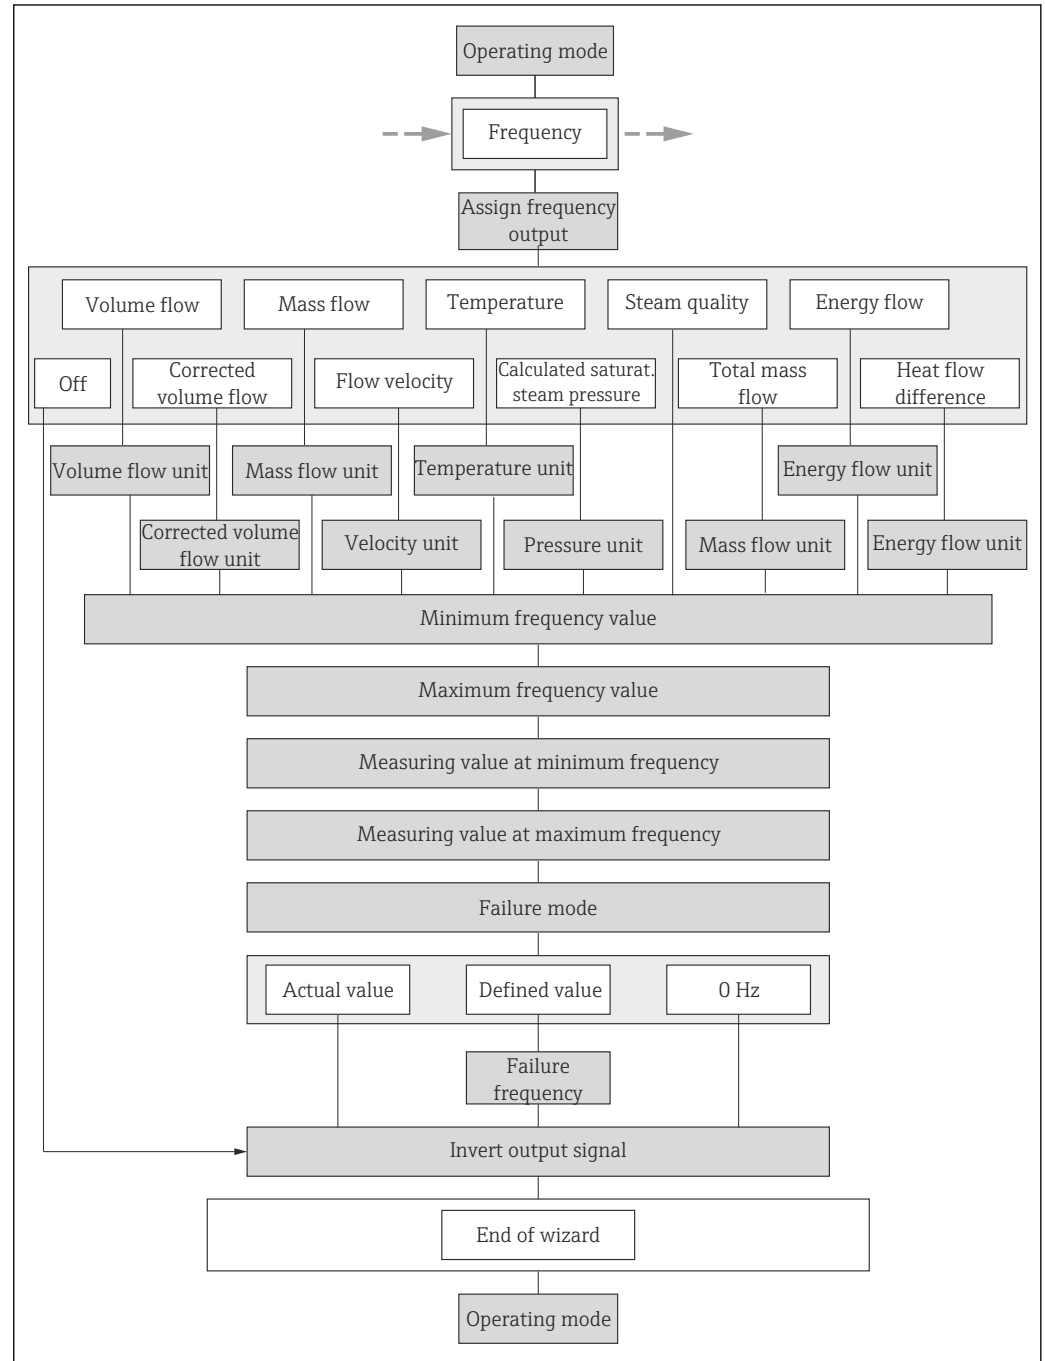 Operating mode
Frequency
Assign frequency
output
Volume flow
Mass flow
Temperature
Steam quality
Energy flow
Off
Corrected
volume flow
Flow velocity
Calculated saturat.
steam pressure
Total mass
flow
Heat flow
difference
Volume flow unit
Mass flow unit
Temperature unit
Energy flow unit
Corrected volume
flow unit
Velocity unit
Pressure unit
Mass flow unit
Energy flow unit
Minimum frequency value
Maximum frequency value
Measuring value at minimum frequency
Measuring value at maximum frequency
Failure mode
Actual value
Defined value
0 Hz
Failure
frequency
Invert output signal
End of wizard
Operating mode